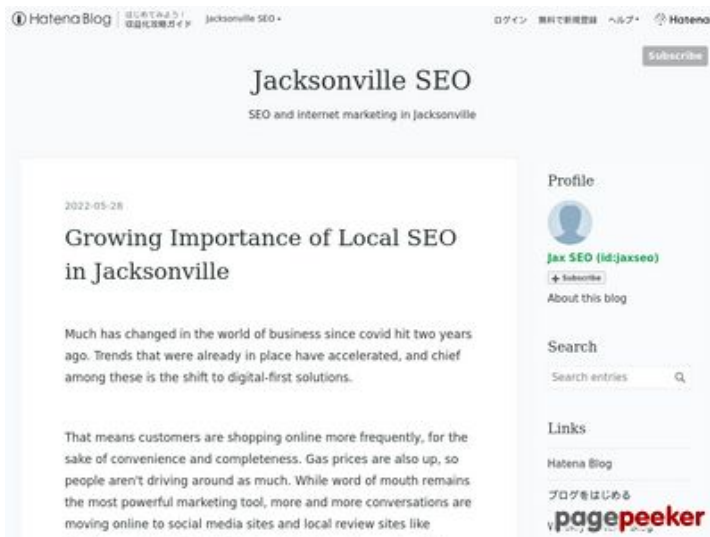 Hatena Blog
はじめてみよう！
収益化攻略ガイド
Jacksonville SEO
ログイン 無料で新規登録 ヘルプ Hatena
Subscribe
Jacksonville SEO
SEO and internet marketing in Jacksonville
2022-05-28
Growing Importance of Local SEO
in Jacksonville
Much has changed in the world of business since covid hit two years
ago. Trends that were already in place have accelerated, and chief
among these is the shift to digital-first solutions.
That means customers are shopping online more frequently, for the
sake of convenience and completeness. Gas prices are also up, so
people aren't driving around as much. While word of mouth remains
the most powerful marketing tool, more and more conversations are
moving online to social media sites and local review sites like
Profile
Jax SEO (id:jaxseo)
+ Subscribe
About this blog
Search
Search entries
Links
Hatena Blog
ブログをはじめる
pagepeeker